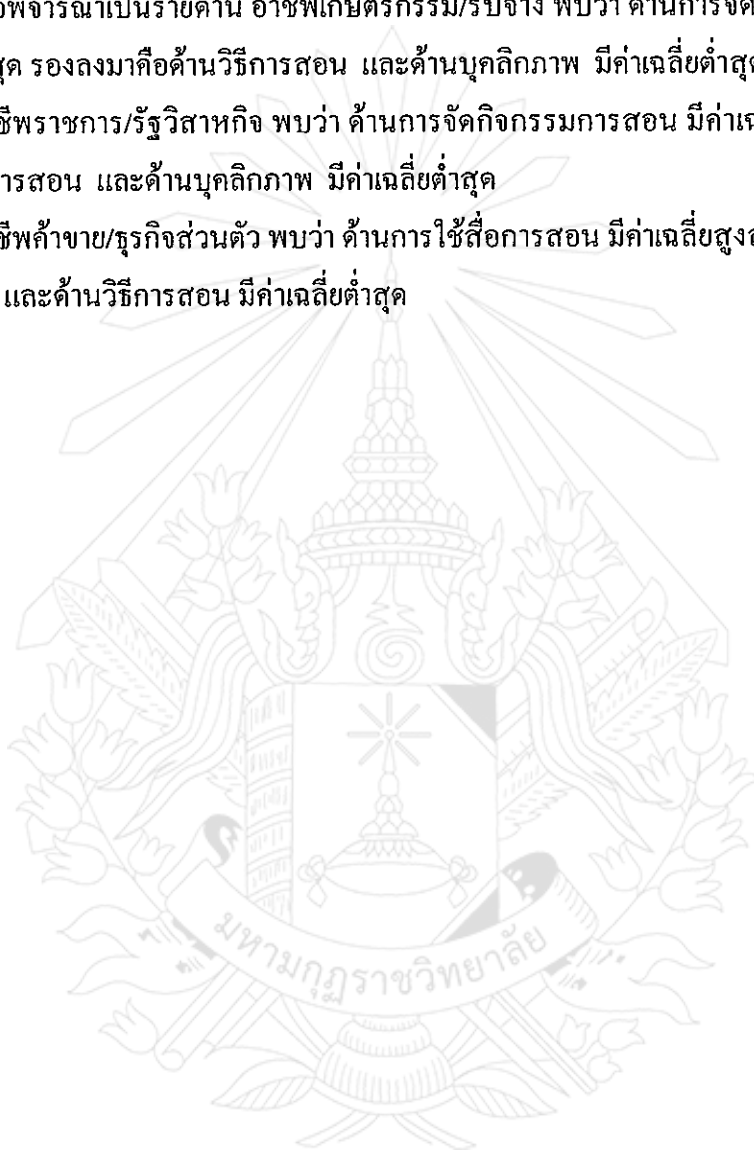 พิจารณาเป็นรายด้าน อาชีพเกษตรกรรม/รับจ้าง พบว่า ด้านการจัด
รองลงมาคือด้านวิธีการสอน และด้านบุคลิกภาพ มีค่าเฉลี่ยต่ำสุด
ชีพราชการ/รัฐวิสาหกิจ พบว่า ด้านการจัดกิจกรรมการสอน มีค่าเฉ
การสอน และด้านบุคลิกภาพ มีค่าเฉลี่ยต่ำสุด
ชีพค้าขาย/ธุรกิจส่วนตัว พบว่า ด้านการใช้สื่อการสอน มีค่าเฉลี่ยสูง
และด้านวิธีการสอน มีค่าเฉลี่ยต่ำสุด
มหามกุฏราชวิทยาลัย